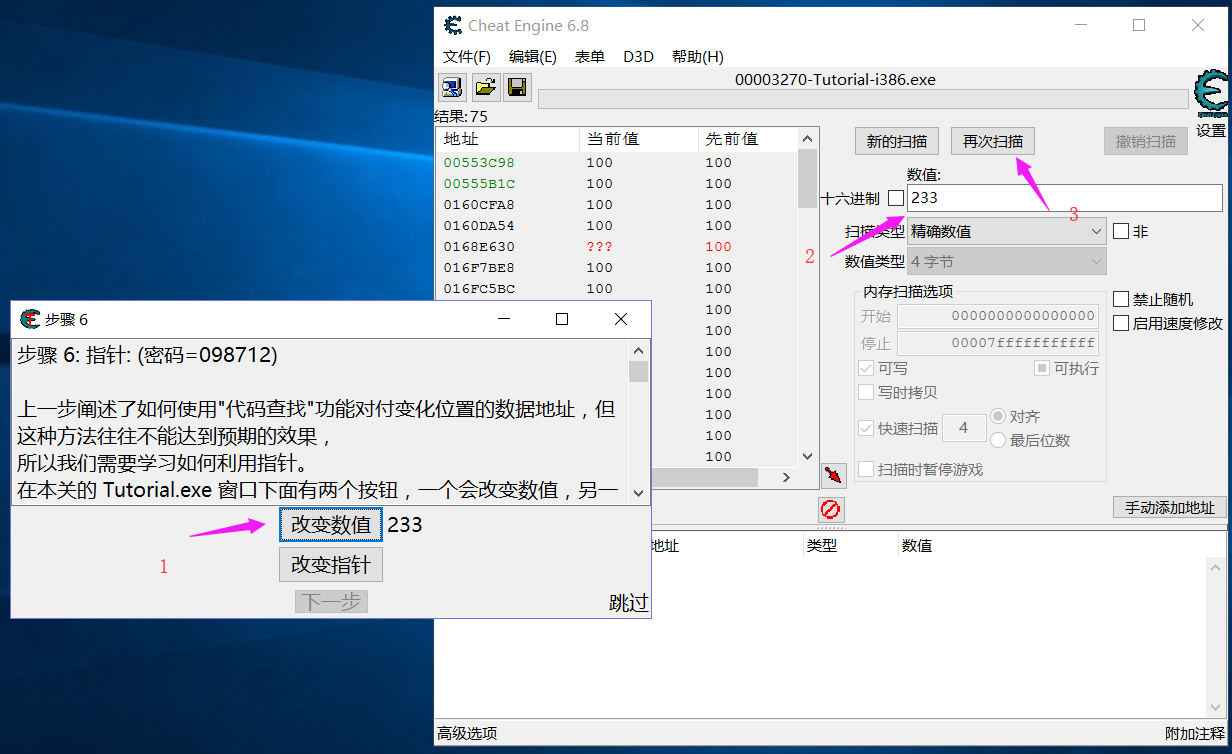 Cheat Engine 6.8
文件(F) 编辑(E) 表单 D3D 帮助(H)
00003270-Tutorial-i386.exe
设置
结果: 75
地址 当前值 先前值
00553C98 100 100
00555B1C 100 100
0160CFA8 100 100
0160DA54 100 100
0168E630 ??? 100
016F7BE8 100 100
016FC5BC 100 100
100
100
100
100
100
100
100
100
新的扫描 再次扫描 撤销扫描
数值:
十六进制 233
3
2
扫描类型 精确数值 非
数值类型 4 字节
内存扫描选项
开始 0000000000000000
停止 00007fffffffffff
可写 可执行
写时拷贝
快速扫描 4 对齐
最后位数
扫描时暂停游戏
禁止随机
启用速度修改
手动添加地址
地址 类型 数值
高级选项 附加注释
步骤 6
步骤 6: 指针: (密码=098712)
上一步阐述了如何使用"代码查找"功能对付变化位置的数据地址，但
这种方法往往不能达到预期的效果，
所以我们需要学习如何利用指针。
在本关的 Tutorial.exe 窗口下面有两个按钮，一个会改变数值，另一
改变数值 233
1
改变指针
下一步
跳过